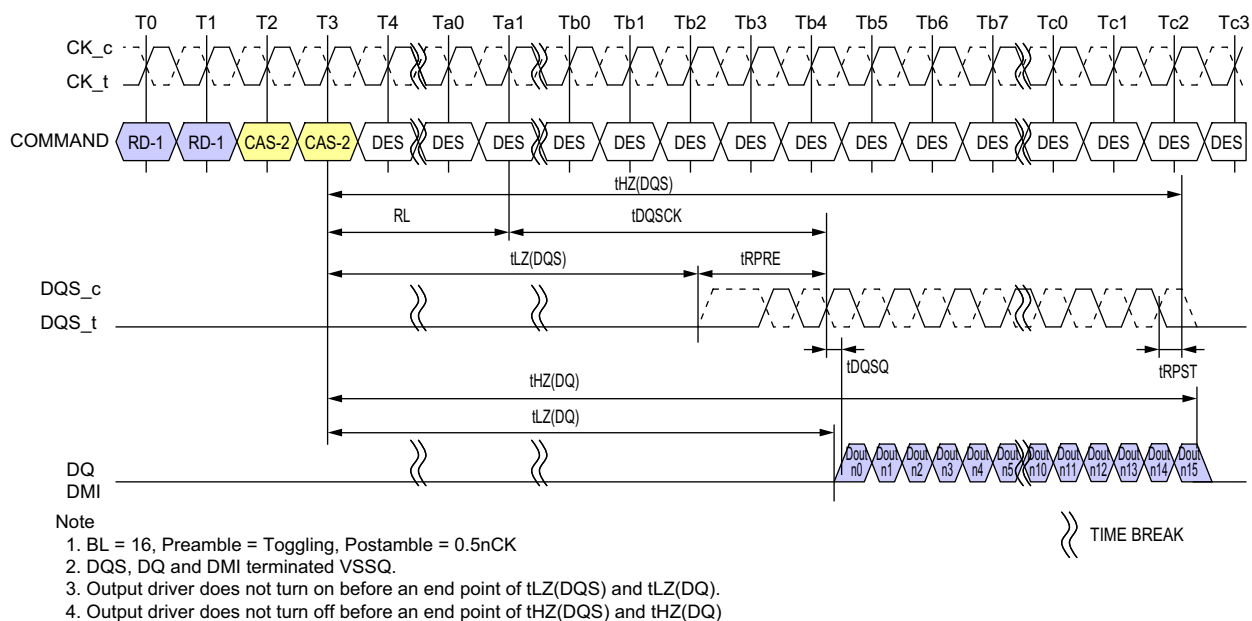 T0 T1 T2 T3 T4 Ta0 Ta1 Tb0 Tb1 Tb2 Tb3 Tb4 Tb5 Tb6 Tb7 Tc0 Tc1 Tc2 Tc3
CK_c
CK_t
COMMAND RD-1 RD-1 CAS-2 CAS-2 DES DES DES DES DES DES DES DES DES DES DES DES DES DES DES
tHZ(DQS)
RL tDQSCK
tLZ(DQS) tRPRE
DQS_c
DQS_t
tDQSQ tRPST
tHZ(DQ)
tLZ(DQ)
DQ
DMI
Dout Dout Dout Dout Dout Dout Dout Dout Dout Dout Dout Dout
n0 n1 n2 n3 n4 n5 n10 n11 n12 n13 n14 n15
TIME BREAK
Note
1. BL = 16, Preamble = Toggling, Postamble = 0.5nCK
2. DQS, DQ and DMI terminated VSSQ.
3. Output driver does not turn on before an end point of tLZ(DQS) and tLZ(DQ).
4. Output driver does not turn off before an end point of tHZ(DQS) and tHZ(DQ)